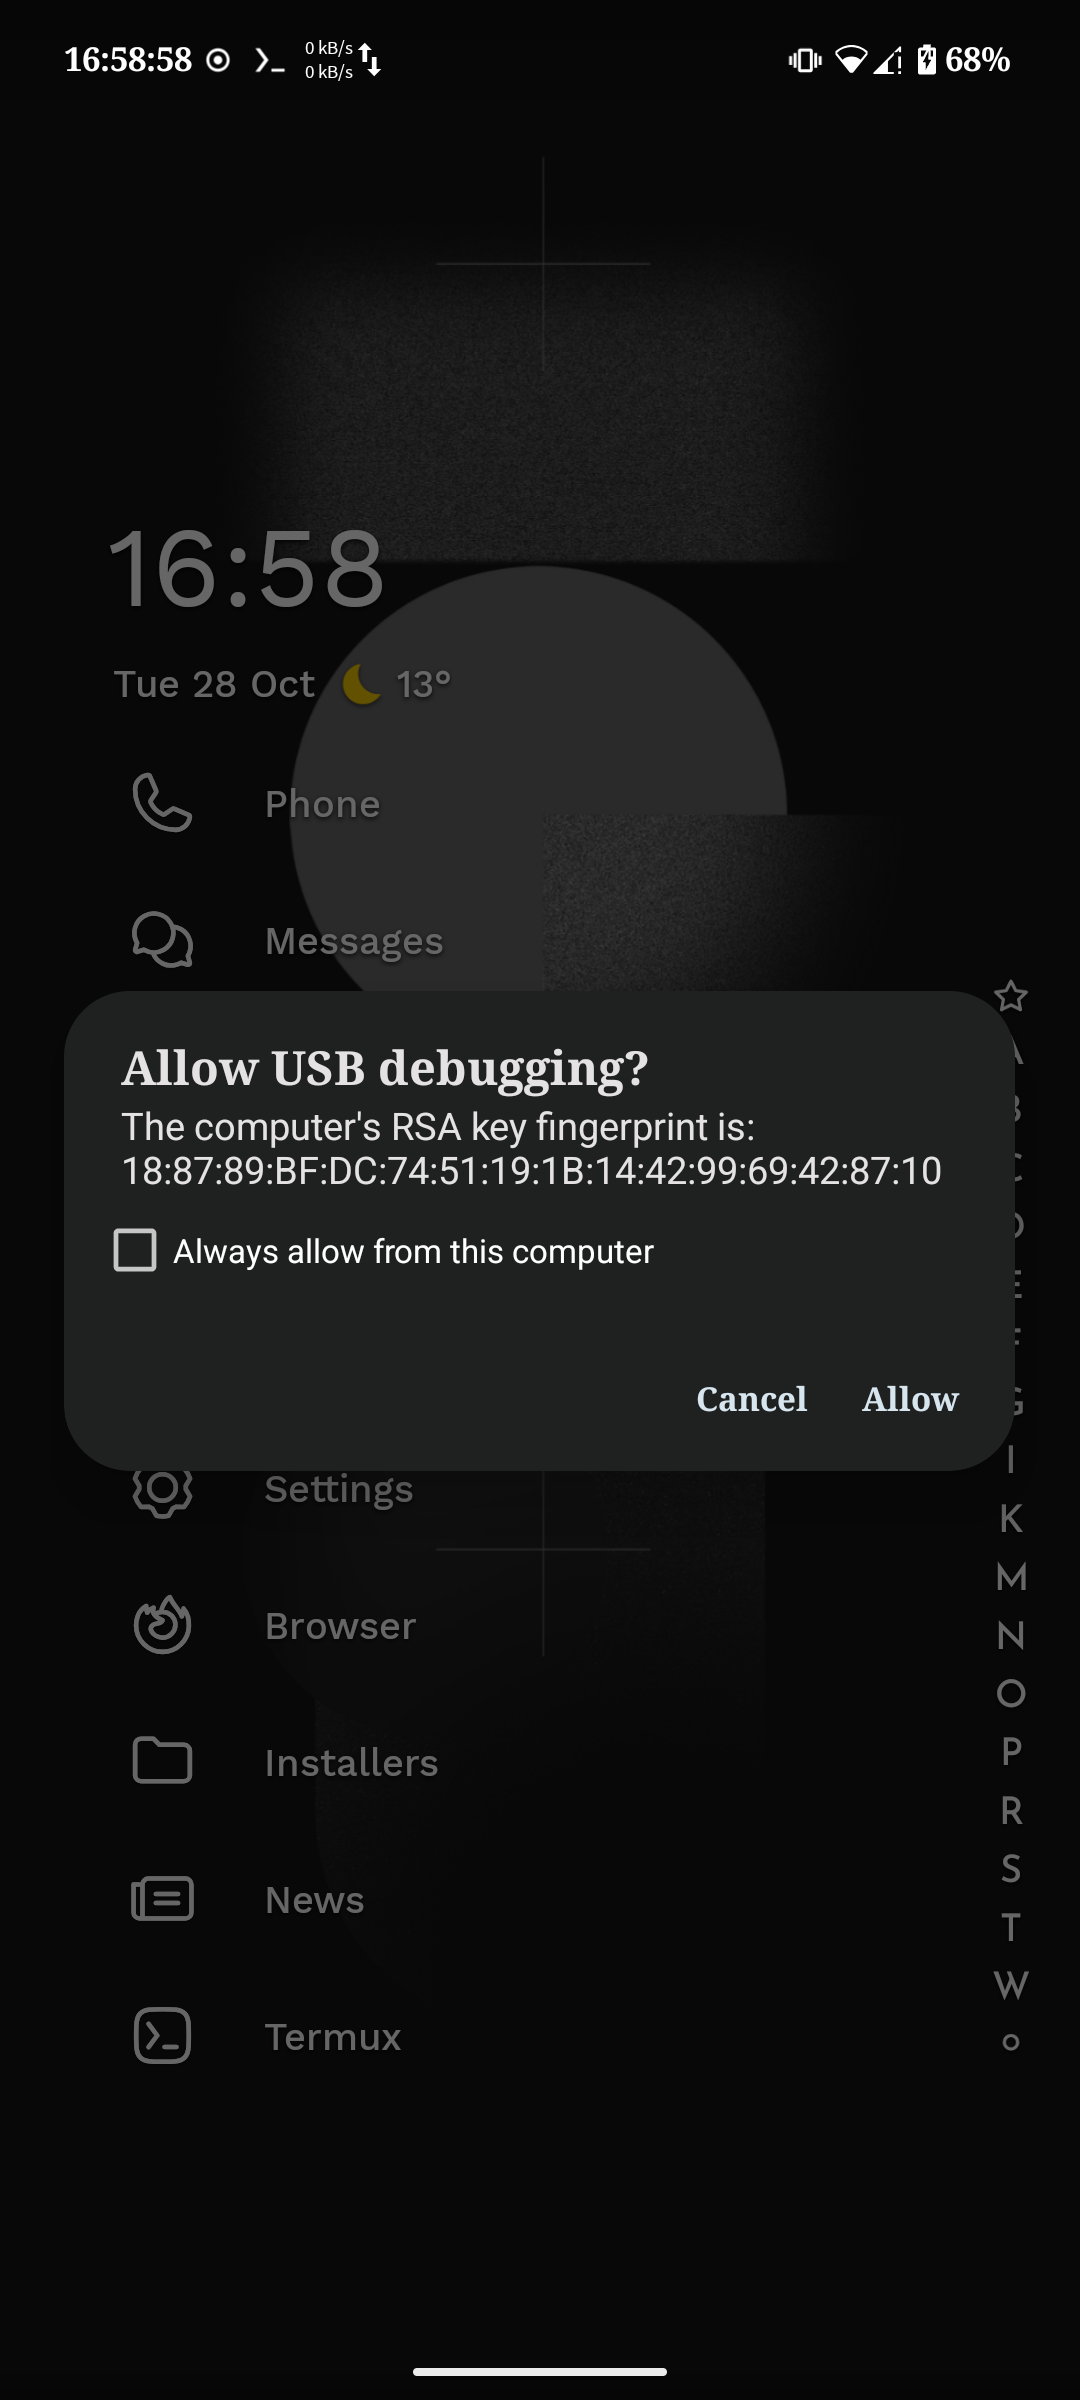 16:58:58
0 kB/s
0 kB/s
68%
16:58
Tue 28 Oct 13°
Phone
Messages
Allow USB debugging?
The computer's RSA key fingerprint is:
18:87:89:BF:DC:74:51:19:1B:14:42:99:69:42:87:10
Always allow from this computer
Cancel Allow
Settings
Browser
Installers
News
Termux
A
B
C
D
E
F
G
I
K
M
N
O
P
R
S
T
W